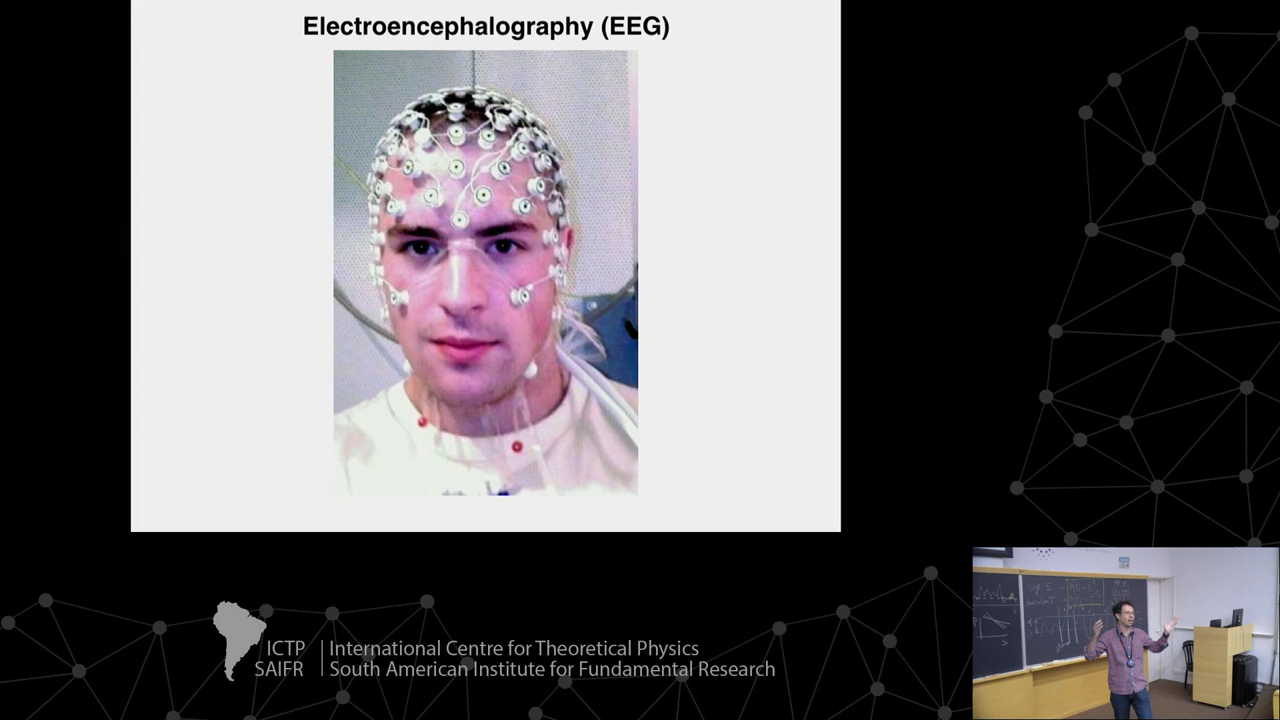 Electroencephalography (EEG)
ICTP
SAIFR
International Centre for Theoretical Physics
South American Institute for Fundamental Research